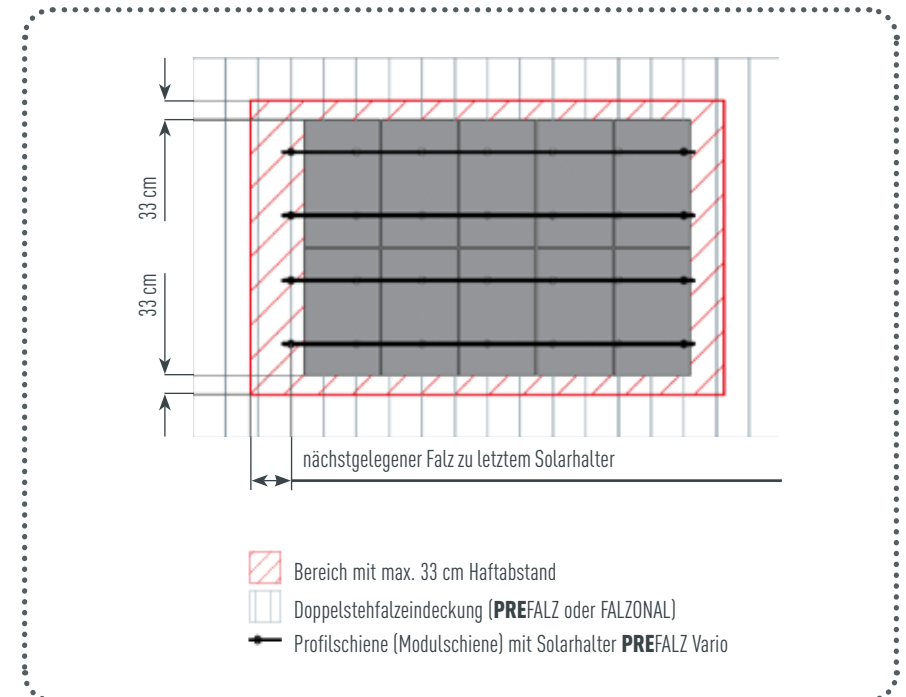 33 cm
33 cm
nächstgelegener Falz zu letztem Solarhalter
Bereich mit max. 33 cm Haftabstand
Doppelstehfalzeindeckung (PREFALZ oder FALZONAL)
Profilschiene (Modulschiene) mit Solarhalter PREFALZ Vario